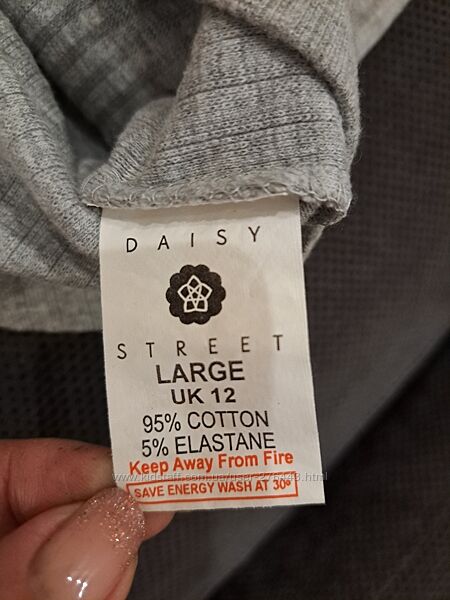 DAISY
STREET
LARGE
UK 12
95% COTTON
5% ELASTANE
Keep Away From Fire
SAVE ENERGY WASH AT 30°